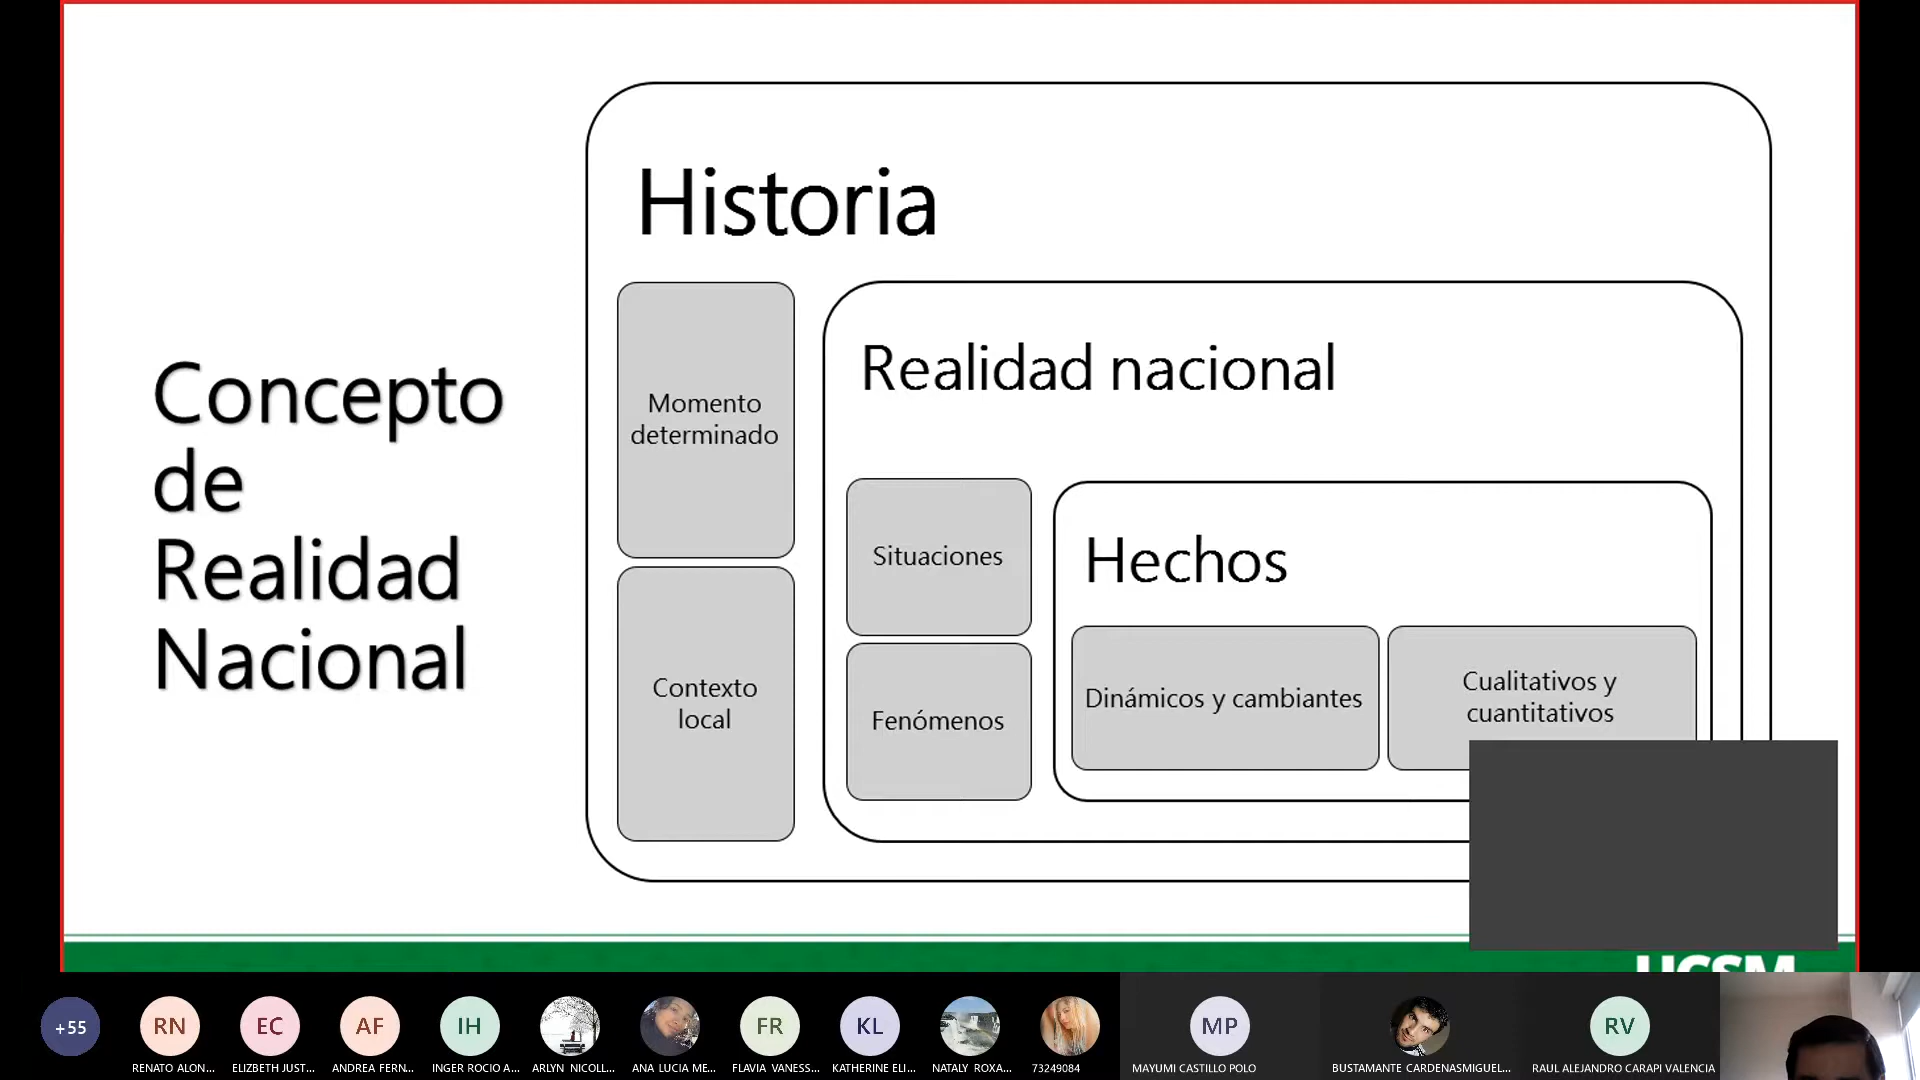 Concepto
de
Realidad
Nacional
Historia
Momento
determinado
Contexto
local
Realidad nacional
Situaciones
Fenómenos
Hechos
Dinámicos y cambiantes
Cualitativos y
cuantitativos
UCSM
+55
RN
EC
AF
IH
FR
KL
MP
RV
RENATO ALON...
ELIZBETH JUST...
ANDREA FERN...
INGER ROCIO A...
ARLYN NICOLL...
ANA LUCIA ME...
FLAVIA VANESS...
KATHERINE ELI...
NATALY ROXA...
73249084
MAYUMI CASTILLO POLO
BUSTAMANTE CARDENASMIGUEL...
RAUL ALEJANDRO CARAPI VALENCIA